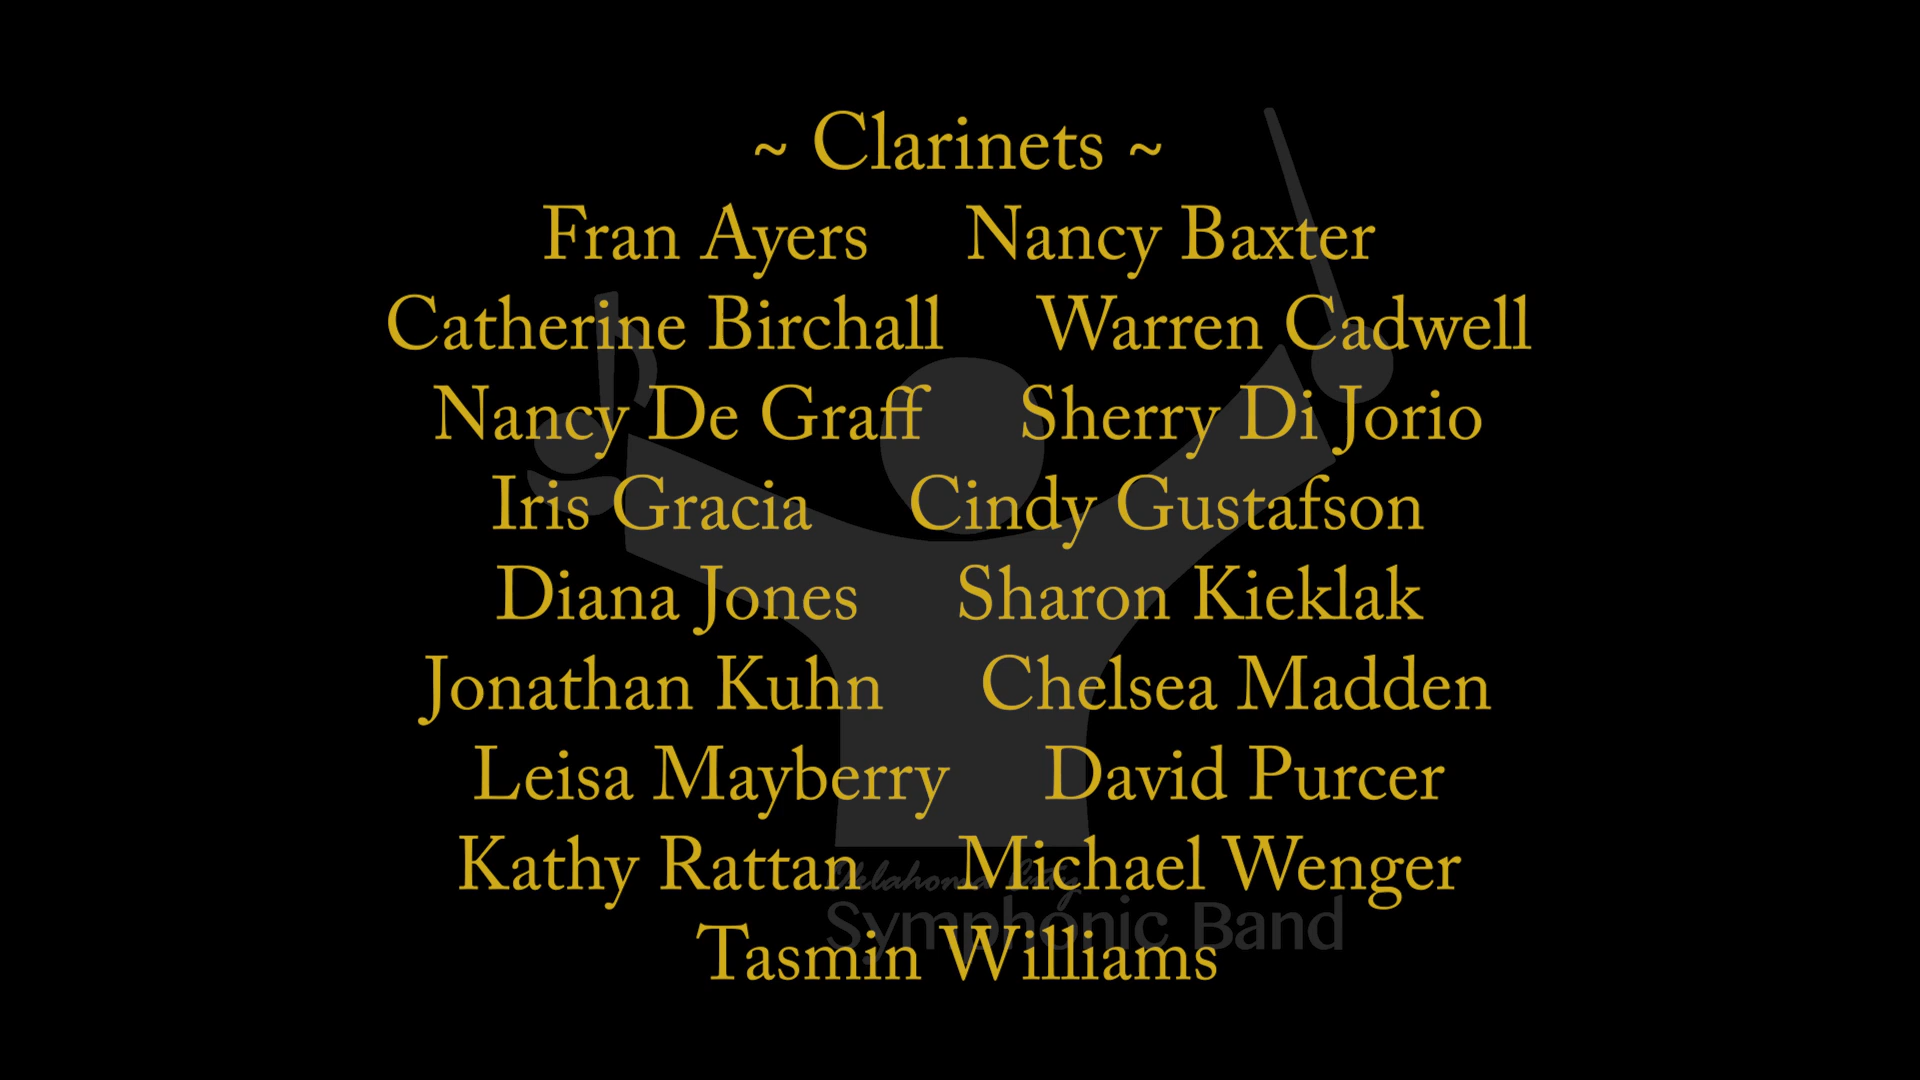 ~ Clarinets ~
Fran Ayers Nancy Baxter
Catherine Birchall Warren Cadwell
Nancy De Graff Sherry Di Jorio
Iris Gracia Cindy Gustafson
Diana Jones Sharon Kieklak
Jonathan Kuhn Chelsea Madden
Leisa Mayberry David Purcer
Kathy Rattan Michael Wenger
Oklahoma City
Symphonic Band
Tasmin Williams